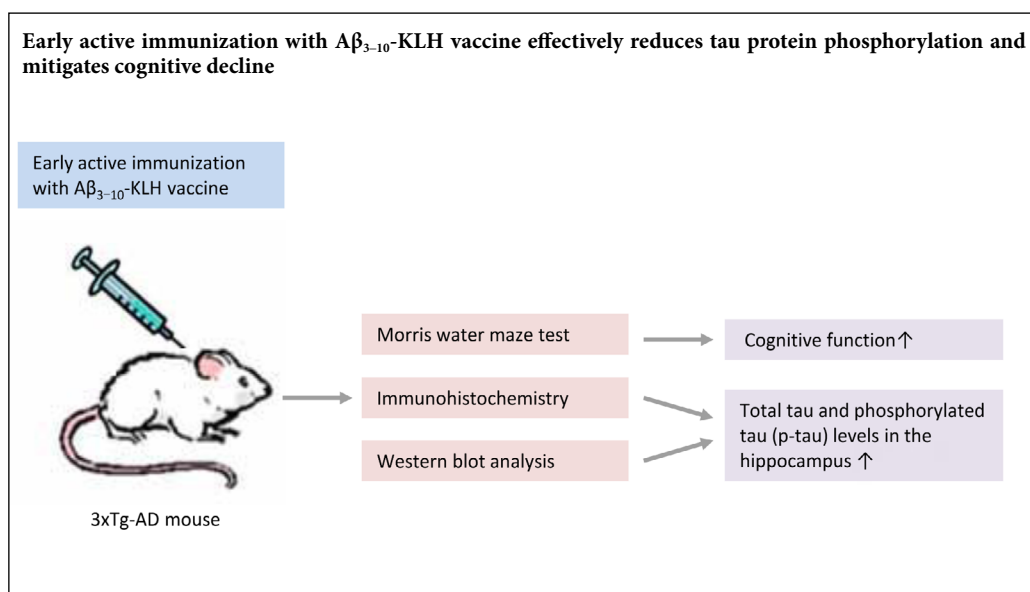 Early active immunization with Aβ₃₋₁₀-KLH vaccine effectively reduces tau protein phosphorylation and
mitigates cognitive decline
Early active immunization
with Aβ₃₋₁₀-KLH vaccine
3xTg-AD mouse
Morris water maze test
Immunohistochemistry
Western blot analysis
Cognitive function↑
Total tau and phosphorylated
tau (p-tau) levels in the
hippocampus ↑